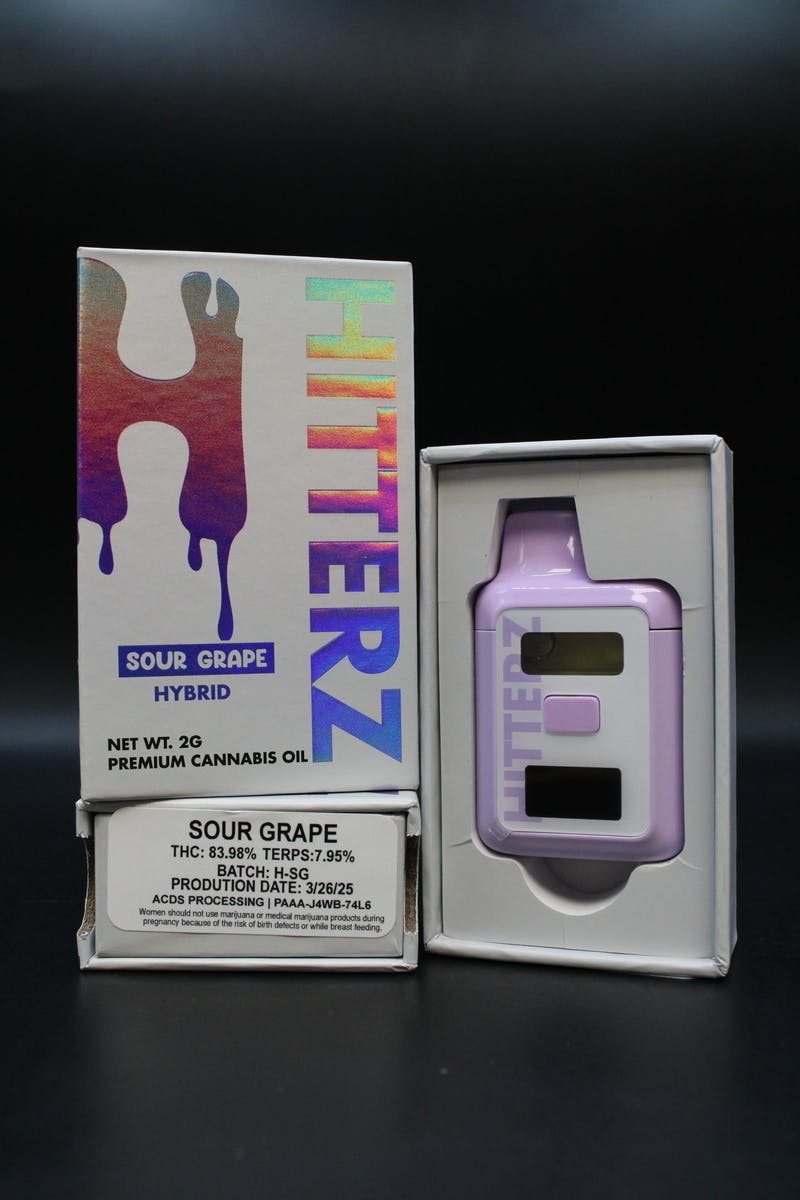 HITTERZ
SOUR GRAPE
HYBRID
NET WT. 2G
PREMIUM CANNABIS OIL
SOUR GRAPE
THC: 83.98% TERPS:7.95%
BATCH: H-SG
PRODUTION DATE: 3/26/25
ACDS PROCESSING | PAAA-J4WB-74L6
Women should not use marijuana or medical marijuana products during
pregnancy because of the risk of birth defects or while breast feeding.
HITTERZ